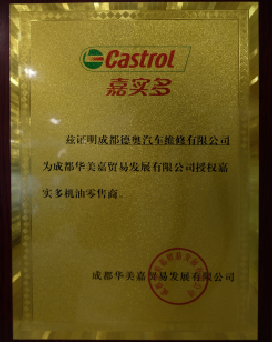 Castrol
嘉实多
兹证明成都德奥汽车维修有限公司
为成都华美嘉贸易发展有限公司授权嘉
实多机油零售商。
成都华美嘉贸易发展有限公司